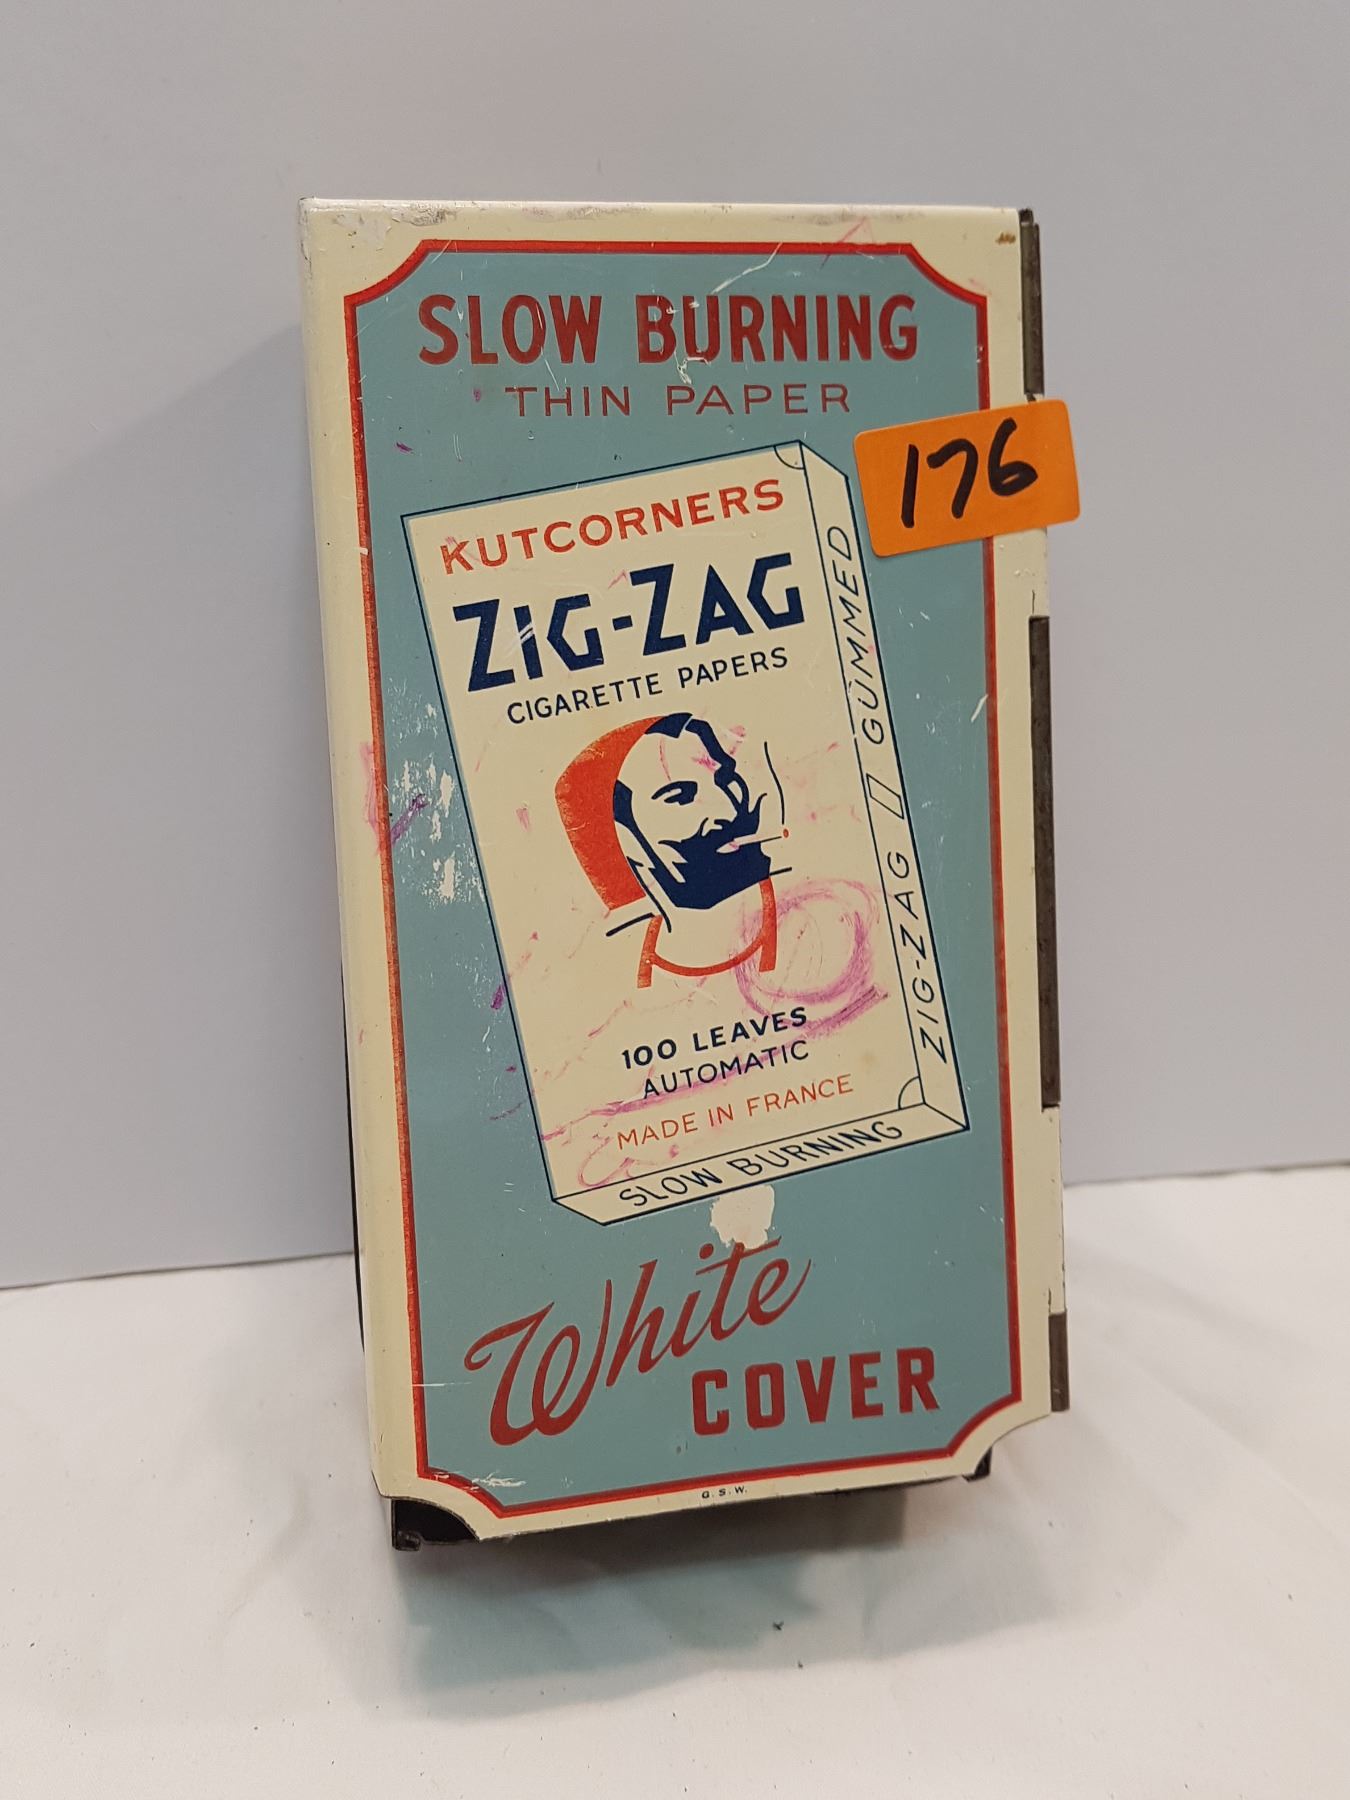 SLOW BURNING
THIN PAPER
176
KUTCORNERS
ZIG-ZAG
CIGARETTE PAPERS
100 LEAVES
AUTOMATIC
MADE IN FRANCE
ZIG-ZAG GUMMED
SLOW BURNING
White
COVER
G. S. W.